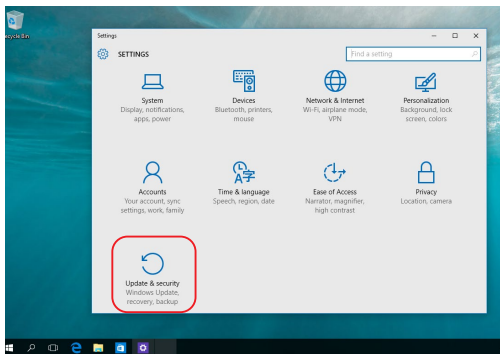 Recycle Bin
Settings
SETTINGS
Find a setting
System
Display, notifications,
apps, power
Devices
Bluetooth, printers,
mouse
Network & Internet
Wi-Fi, airplane mode,
VPN
Personalization
Background, lock
screen, colors
Accounts
Your account, sync
settings, work, family
Time & language
Speech, region, date
Ease of Access
Narrator, magnifier,
high contrast
Privacy
Location, camera
Update & security
Windows Update,
recovery, backup